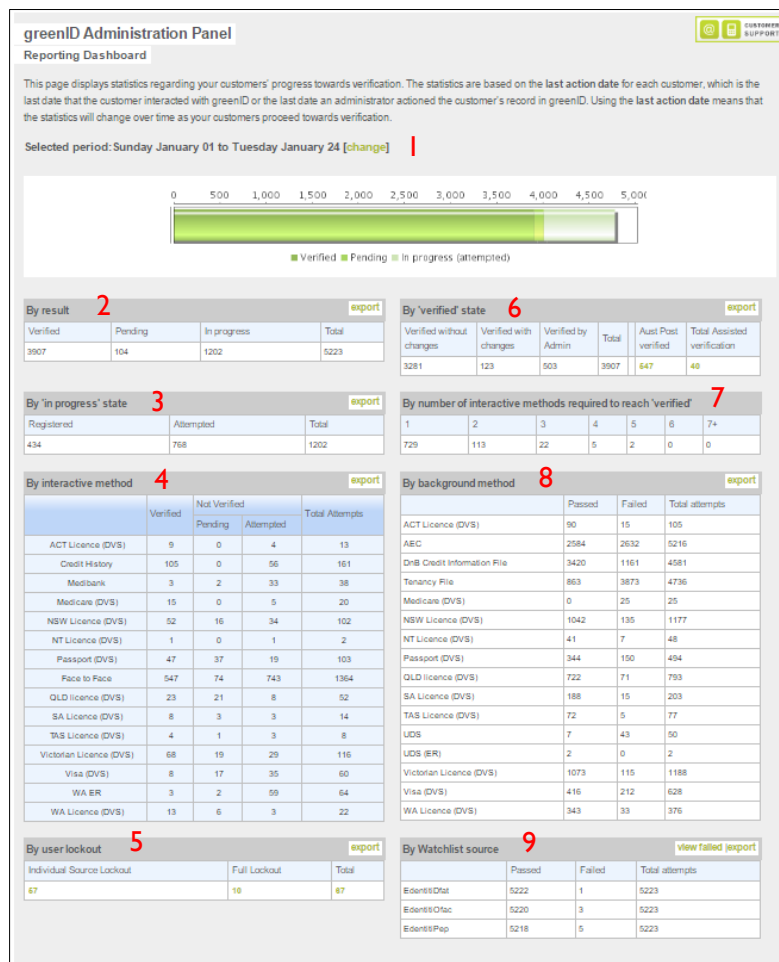 greenID Administration Panel
CUSTOMER
SUPPORT
Reporting Dashboard
This page displays statistics regarding your customers' progress towards verification. The statistics are based on the last action date for each customer, which is the
last date that the customer interacted with greenID or the last date an administrator actioned the customer's record in greenID. Using the last action date means that
the statistics will change over time as your customers proceed towards verification.
Selected period: Sunday January 01 to Tuesday January 24 [change] 1
0 500 1,000 1,500 2,000 2,500 3,000 3,500 4,000 4,500 5,000
Verified Pending In progress (attempted)
By result 2 export
Verified Pending In progress Total
3907 104 1202 5223
By 'verified' state 6 export
Verified without changes Verified with changes Verified by Admin Total Aust Post verified Total Assisted verification
3281 123 503 3907 647 40
By 'in progress' state 3 export
Registered Attempted Total
434 768 1202
By number of interactive methods required to reach 'verified' 7
1 2 3 4 5 6 7+
729 113 22 5 2 0 0
By interactive method 4 export
Verified Not Verified Total Attempts
Pending Attempted
ACT Licence (DVS) 9 0 4 13
Credit History 105 0 56 161
Medibank 3 2 33 38
Medicare (DVS) 15 0 5 20
NSW Licence (DVS) 52 16 34 102
NT Licence (DVS) 1 0 1 2
Passport (DVS) 47 37 19 103
Face to Face 547 74 743 1364
QLD licence (DVS) 23 21 8 52
SA Licence (DVS) 8 3 3 14
TAS Licence (DVS) 4 1 3 8
Victorian Licence (DVS) 68 19 29 116
Visa (DVS) 8 17 35 60
WA ER 3 2 59 64
WA Licence (DVS) 13 6 3 22
By background method 8 export
Passed Failed Total attempts
ACT Licence (DVS) 90 15 105
AEC 2584 2632 5216
DnB Credit Information File 3420 1161 4581
Tenancy File 863 3873 4736
Medicare (DVS) 0 25 25
NSW Licence (DVS) 1042 135 1177
NT Licence (DVS) 41 7 48
Passport (DVS) 344 150 494
QLD licence (DVS) 722 71 793
SA Licence (DVS) 188 15 203
TAS Licence (DVS) 72 5 77
UDS 7 43 50
UDS (ER) 2 0 2
Victorian Licence (DVS) 1073 115 1188
Visa (DVS) 416 212 628
WA Licence (DVS) 343 33 376
By user lockout 5 export
Individual Source Lockout Full Lockout Total
57 10 67
By Watchlist source 9 view failed |export
Passed Failed Total attempts
EdentitiDfat 5222 1 5223
EdentitiOfac 5220 3 5223
EdentitiPep 5218 5 5223